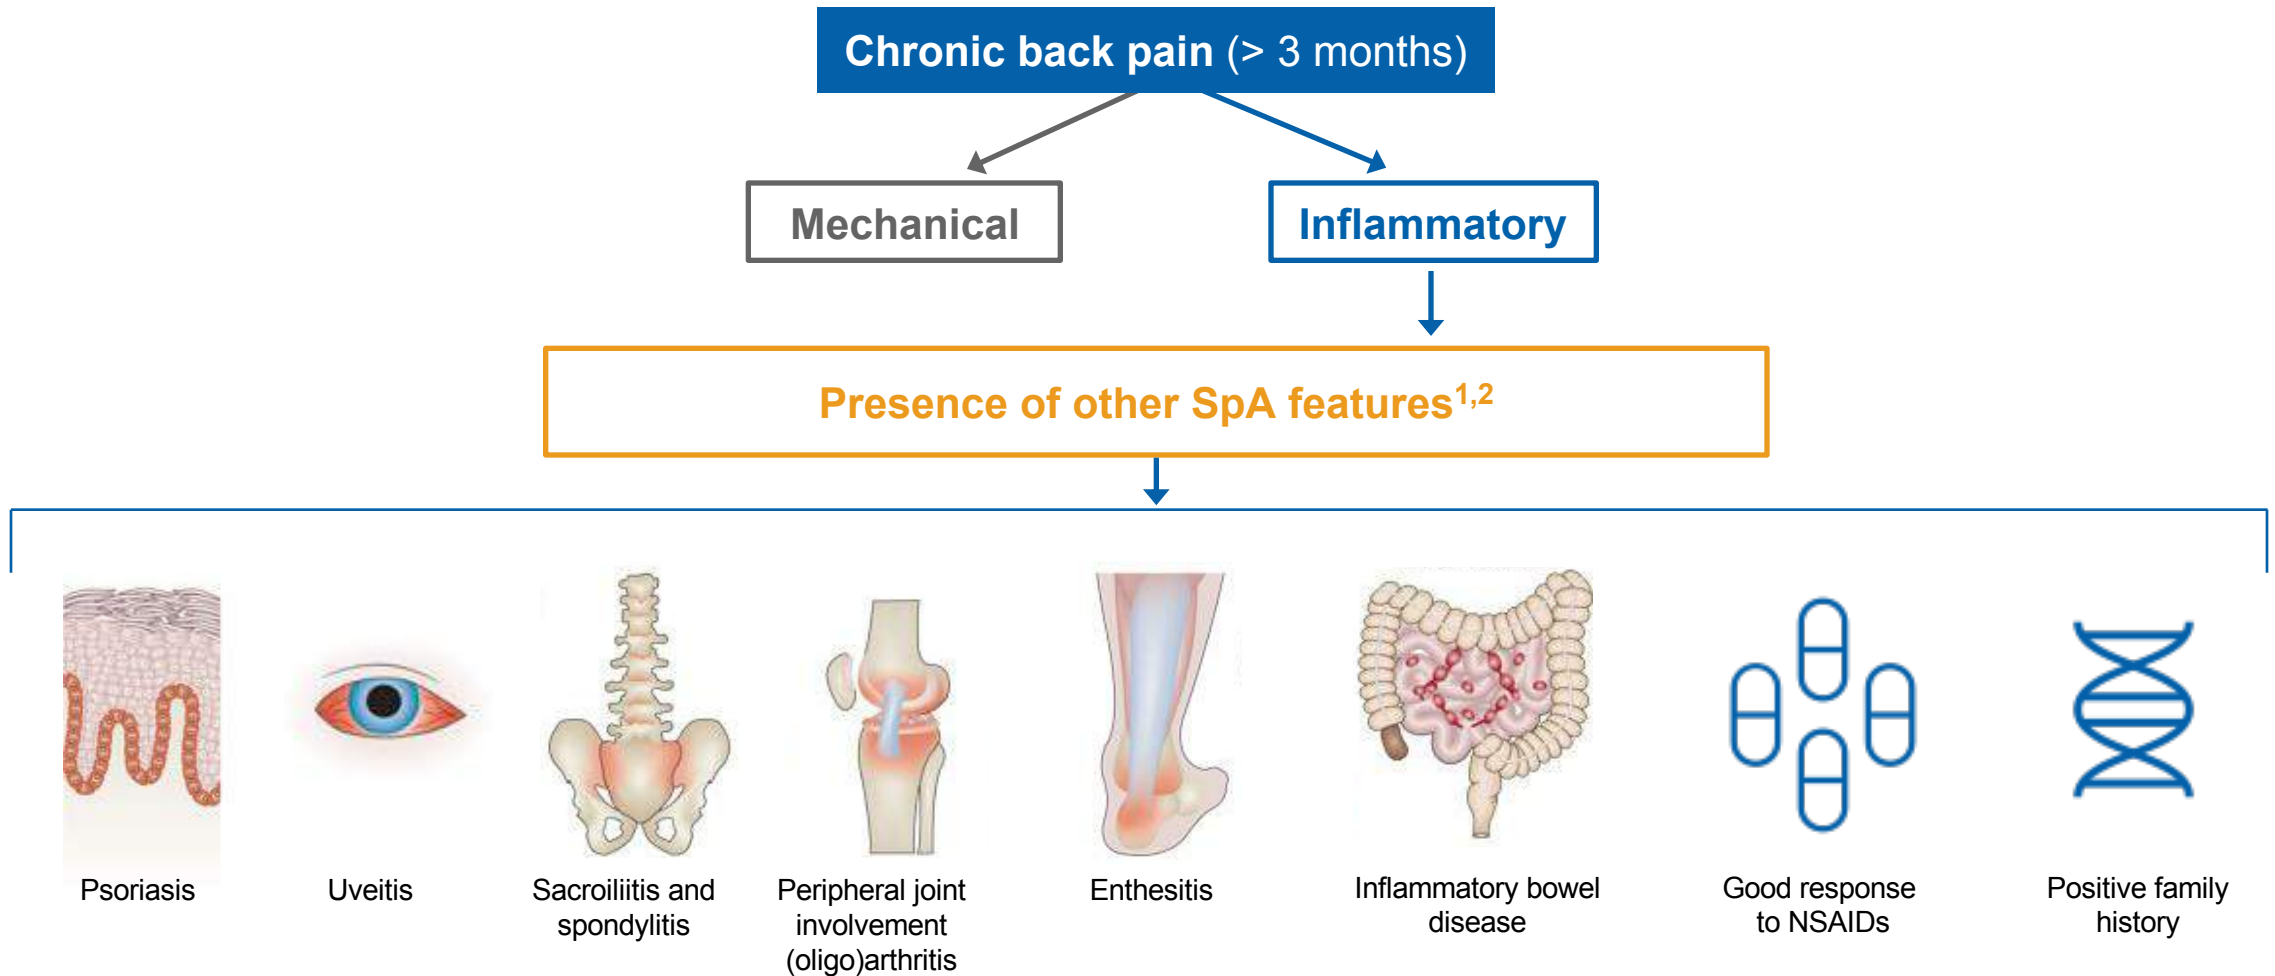 Chronic back pain (> 3 months)
Mechanical
Inflammatory
Presence of other SpA features1,2
Psoriasis
Uveitis
Sacroiliitis and
spondylitis
Peripheral joint
involvement
(oligo)arthritis
Enthesitis
Inflammatory bowel
disease
Good response
to NSAIDs
Positive family
history